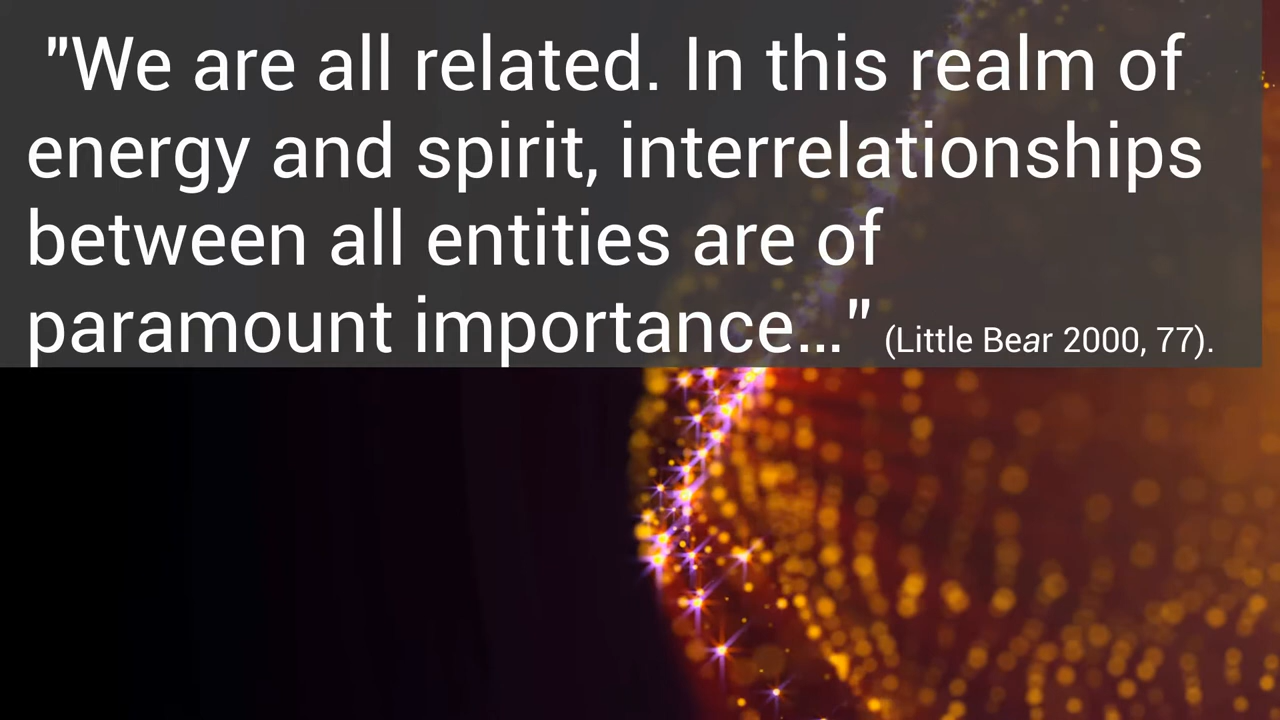 "We are all related. In this realm of
energy and spirit, interrelationships
between all entities are of
paramount importance…" (Little Bear 2000, 77).